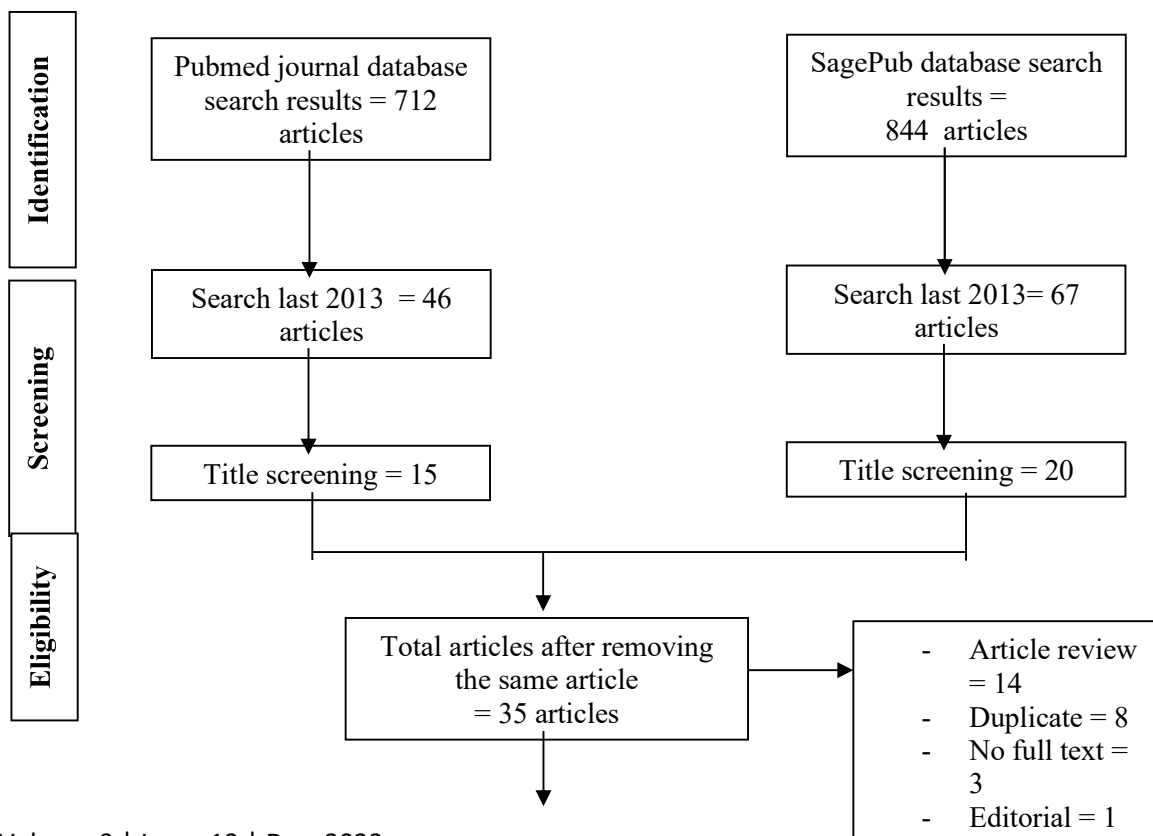 Identification
Pubmed journal database
search results = 712
articles
SagePub database search
results =
844 articles
Screening
Search last 2013 = 46
articles
Search last 2013= 67
articles
Title screening = 15
Title screening = 20
Eligibility
Total articles after removing
the same article
= 35 articles
- Article review
= 14
- Duplicate = 8
- No full text =
3
- Editorial = 1